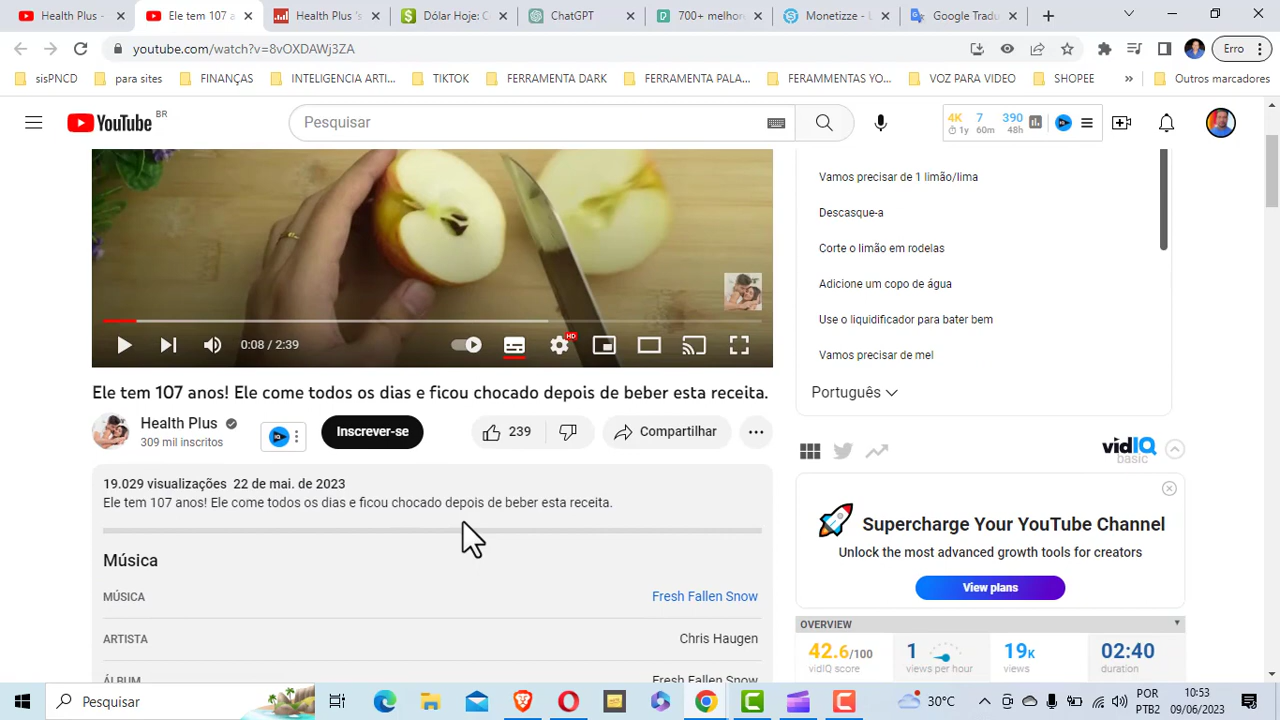 Health Plus -
Ele tem 107 a
Health Plus 's
Dólar Hoje: C
ChatGPT
700 - melhor
Monetizze - L
Google Tradu
youtube.com/watch?v=8vOXDAWj3ZA
Erro
sisPNCD
para sites
FINANÇAS
INTELIGENCIA ARTI...
TIKTOK
FERRAMENTA DARK
FERRAMENTA PALA...
FERAMMENTAS YO...
VOZ PARA VIDEO
SHOPEE
»
Outros marcadores
YouTube BR
Pesquisar
4K 7 390
1y 60m 48h
Vamos precisar de 1 limão/lima
Descasque-a
Corte o limão em rodelas
Adicione um copo de água
Use o liquidificador para bater bem
Vamos precisar de mel
Português
0:08 / 2:39
HD
Ele tem 107 anos! Ele come todos os dias e ficou chocado depois de beber esta receita.
Health Plus
309 mil inscritos
Inscrever-se
239
Compartilhar
19.029 visualizações 22 de mai. de 2023
Ele tem 107 anos! Ele come todos os dias e ficou chocado depois de beber esta receita.
Música
MÚSICA
Fresh Fallen Snow
ARTISTA
Chris Haugen
ÁLBUM
Fresh Fallen Snow
vidIQ
basic
Supercharge Your YouTube Channel
Unlock the most advanced growth tools for creators
View plans
OVERVIEW
42.6/100
vidIQ score
1
views per hour
19K
views
02:40
duration
Pesquisar
30°C
POR
PTB2
10:53
09/06/2023